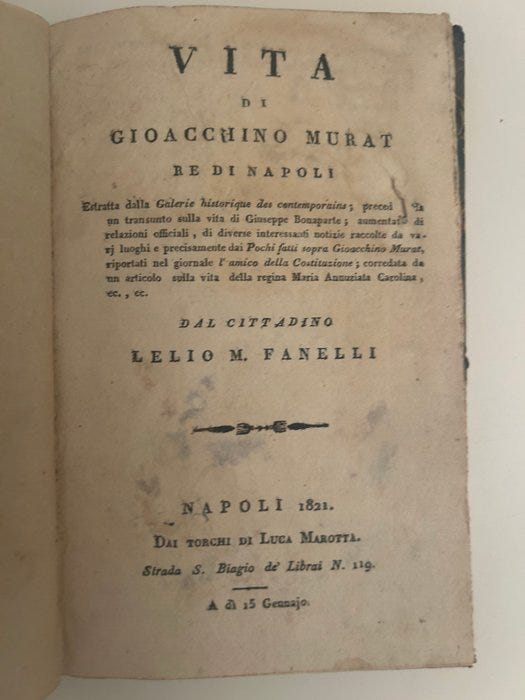 VITA
DI
GIOACCHINO MURAT
RE DI NAPOLI
Estratta dalla Galerie historique des contemporains; preced da
un transunto sulla vita di Giuseppe Bonaparte; aumentata di
relazioni officiali, di diverse interessanti notizie raccolte da va-
rj luoghi e precisamente dai Pochi fatti sopra Gioacchino Murat,
riportati nel giornale l'amico della Costituzione; corredata da
un articolo sulla vita della regina Maria Annuziata Carolina,
ec., ec.
DAL CITTADINO
LELIO M. FANELLI
NAPOLI 1821.
DAI TORCHI DI LUCA MAROTTA.
Strada S. Biagio de' Librai N. 119.
A dì 15 Gennajo.